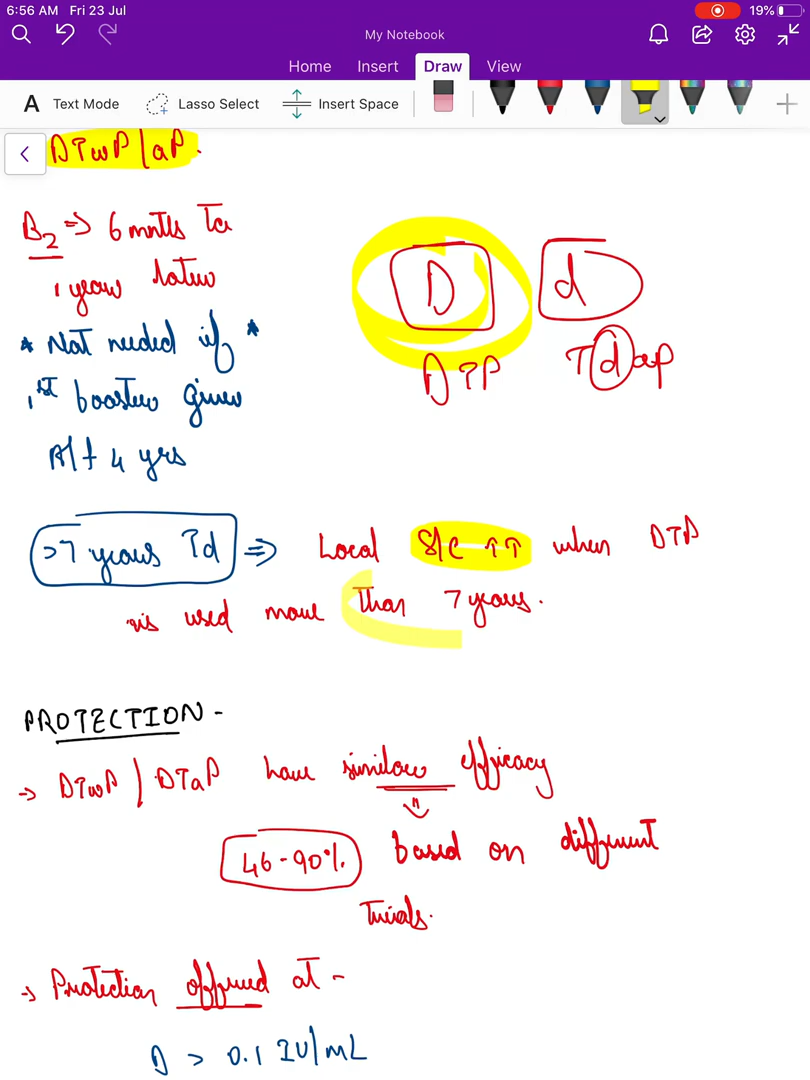 6:56 AM Fri 23 Jul
19%
My Notebook
Home Insert Draw View
A Text Mode Lasso Select Insert Space
DTwP/aP.
B2 => 6 mnths
1 year later
* Not needed if *
1st booster given
Aft 4 yrs
D d
DTP Tdap
>7 years Td => Local S/E ↑↑ when DTP
is used more Than 7 years.
PROTECTION -
-> DTwP / DTaP have similar efficacy
46-90% based on different
Trials.
-> Protection offered at -
D > 0.1 IU/mL